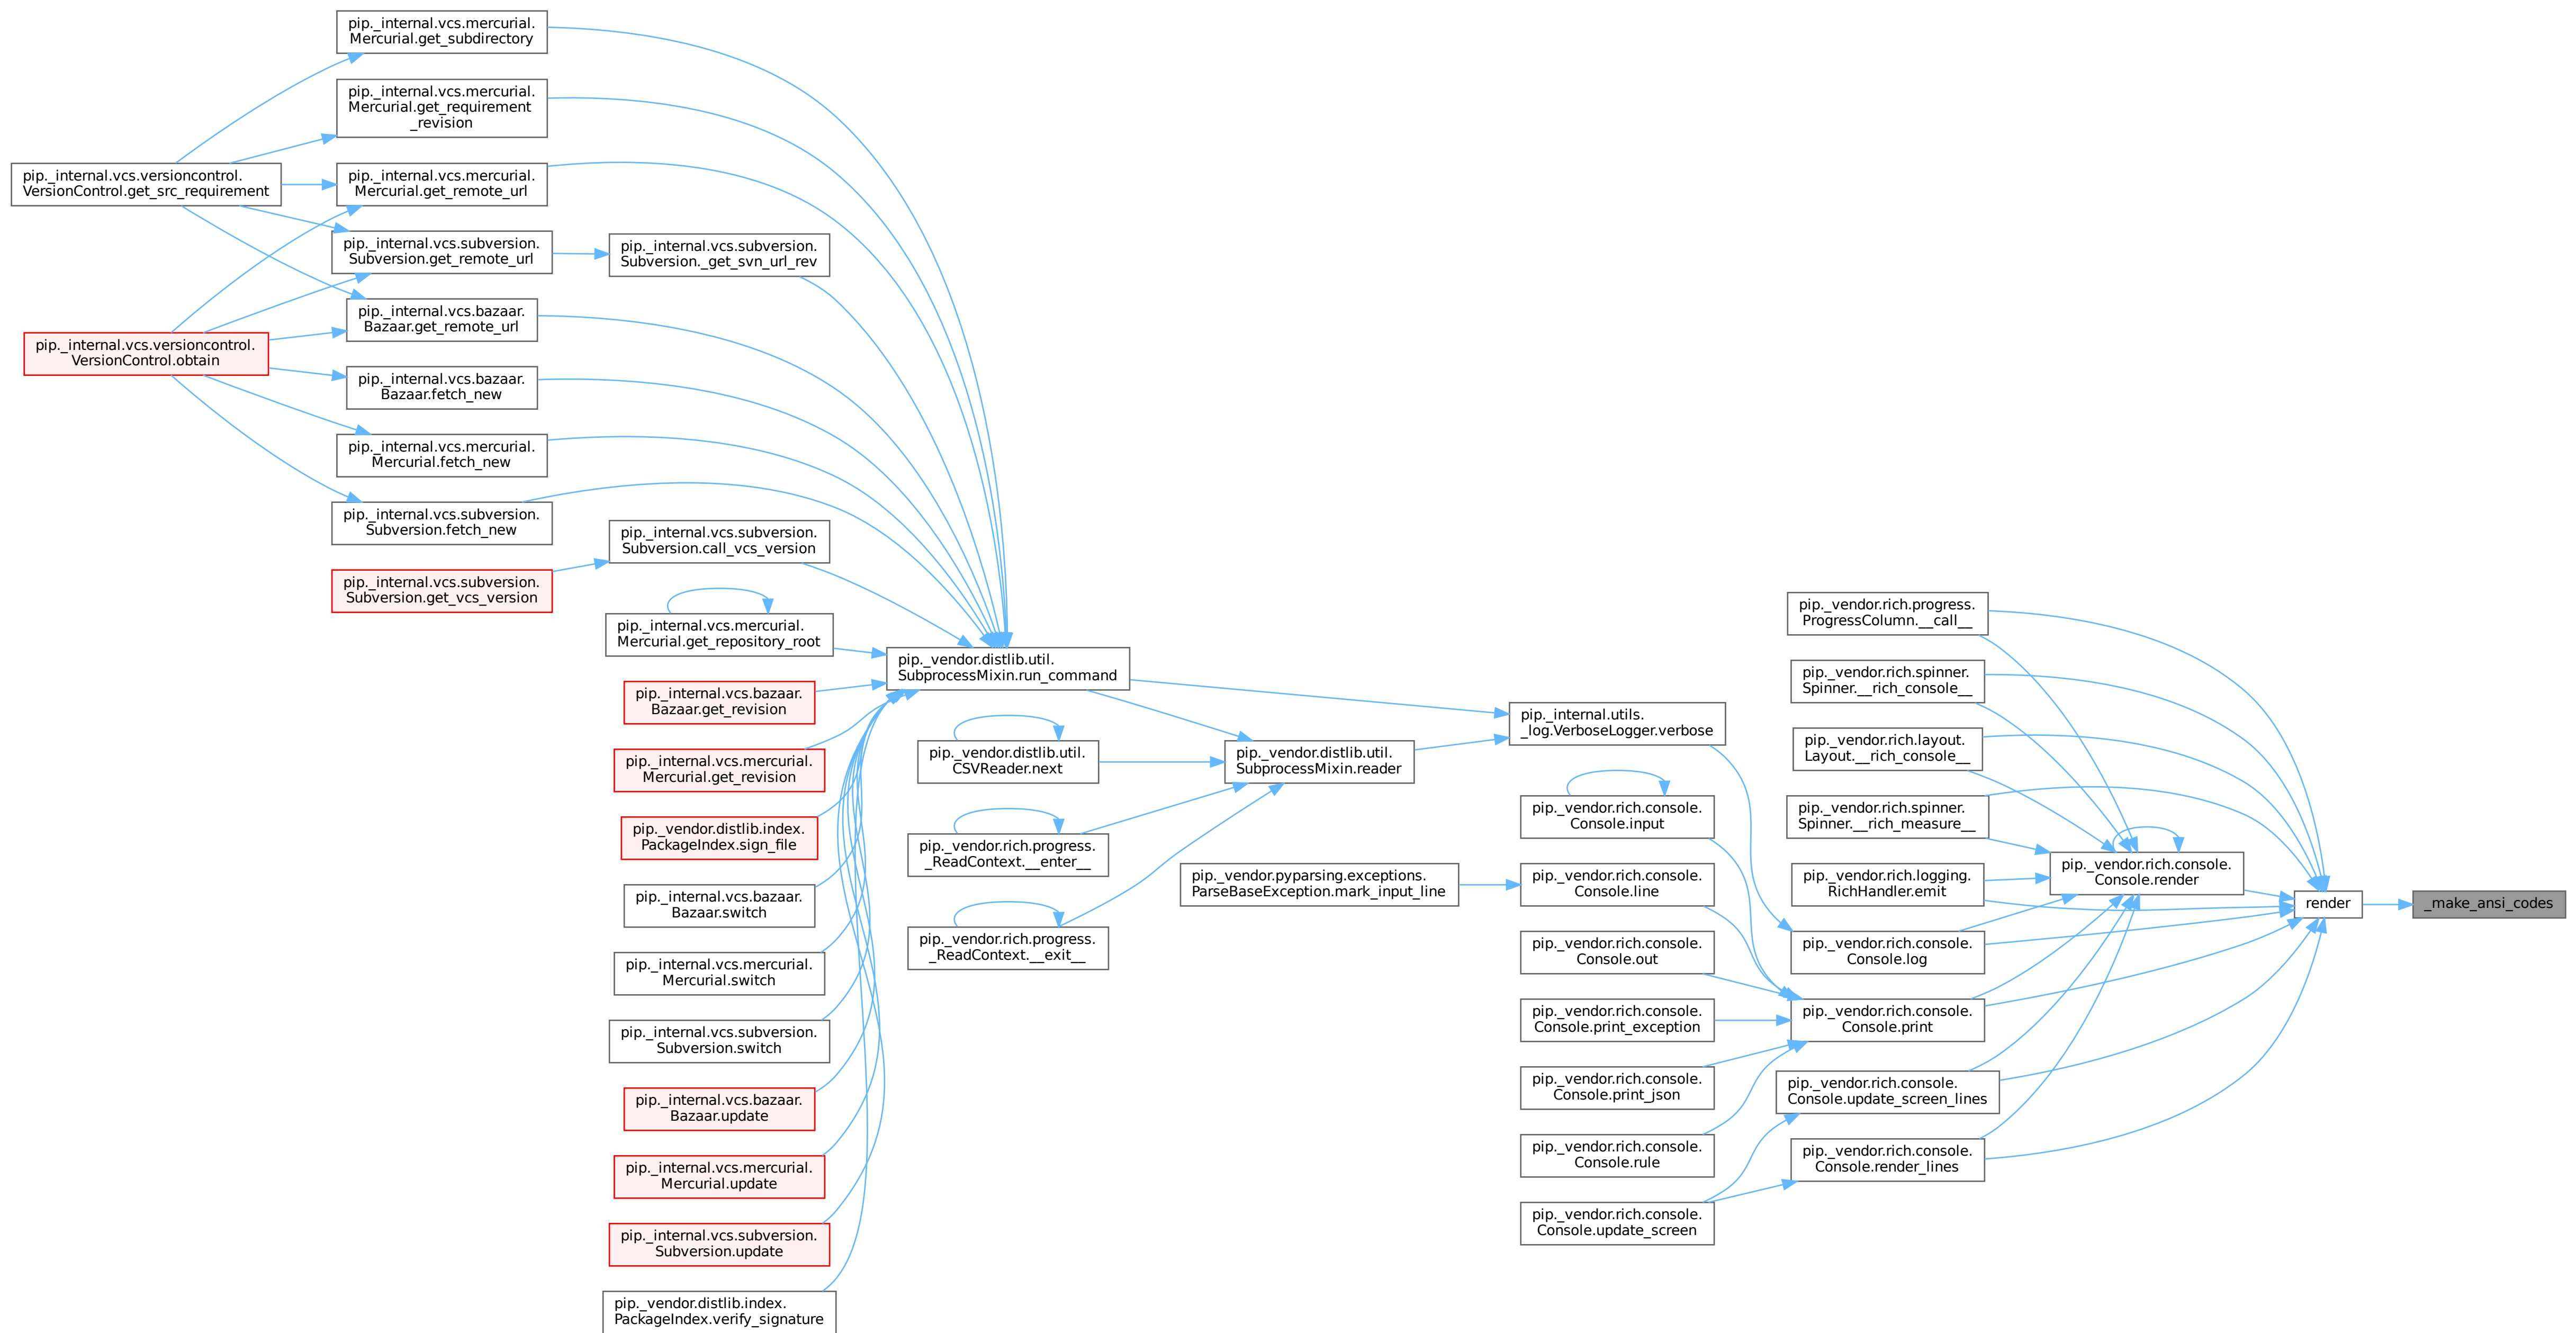 pip._internal.vcs.mercurial.
Mercurial.get_subdirectory
pip._internal.vcs.mercurial.
Mercurial.get_requirement
_revision
pip._internal.vcs.versioncontrol.
VersionControl.get_src_requirement
pip._internal.vcs.mercurial.
Mercurial.get_remote_url
pip._internal.vcs.subversion.
Subversion.get_remote_url
pip._internal.vcs.subversion.
Subversion._get_svn_url_rev
pip._internal.vcs.bazaar.
Bazaar.get_remote_url
pip._internal.vcs.versioncontrol.
VersionControl.obtain
pip._internal.vcs.bazaar.
Bazaar.fetch_new
pip._internal.vcs.mercurial.
Mercurial.fetch_new
pip._internal.vcs.subversion.
Subversion.fetch_new
pip._internal.vcs.subversion.
Subversion.call_vcs_version
pip._internal.vcs.subversion.
Subversion.get_vcs_version
pip._internal.vcs.mercurial.
Mercurial.get_repository_root
pip._internal.vcs.bazaar.
Bazaar.get_revision
pip._internal.vcs.mercurial.
Mercurial.get_revision
pip._vendor.distlib.index.
PackageIndex.sign_file
pip._internal.vcs.bazaar.
Bazaar.switch
pip._internal.vcs.mercurial.
Mercurial.switch
pip._internal.vcs.subversion.
Subversion.switch
pip._internal.vcs.bazaar.
Bazaar.update
pip._internal.vcs.mercurial.
Mercurial.update
pip._internal.vcs.subversion.
Subversion.update
pip._vendor.distlib.index.
PackageIndex.verify_signature
pip._vendor.distlib.util.
SubprocessMixin.run_command
pip._vendor.distlib.util.
CSVReader.next
pip._vendor.rich.progress.
_ReadContext.__enter__
pip._vendor.rich.progress.
_ReadContext.__exit__
pip._vendor.distlib.util.
SubprocessMixin.reader
pip._vendor.pyparsing.exceptions.
ParseBaseException.mark_input_line
pip._internal.utils.
_log.VerboseLogger.verbose
pip._vendor.rich.console.
Console.input
pip._vendor.rich.console.
Console.line
pip._vendor.rich.console.
Console.out
pip._vendor.rich.console.
Console.print_exception
pip._vendor.rich.console.
Console.print_json
pip._vendor.rich.console.
Console.rule
pip._vendor.rich.console.
Console.update_screen
pip._vendor.rich.progress.
ProgressColumn.__call__
pip._vendor.rich.spinner.
Spinner.__rich_console__
pip._vendor.rich.layout.
Layout.__rich_console__
pip._vendor.rich.spinner.
Spinner.__rich_measure__
pip._vendor.rich.logging.
RichHandler.emit
pip._vendor.rich.console.
Console.log
pip._vendor.rich.console.
Console.print
pip._vendor.rich.console.
Console.update_screen_lines
pip._vendor.rich.console.
Console.render_lines
pip._vendor.rich.console.
Console.render
render
_make_ansi_codes